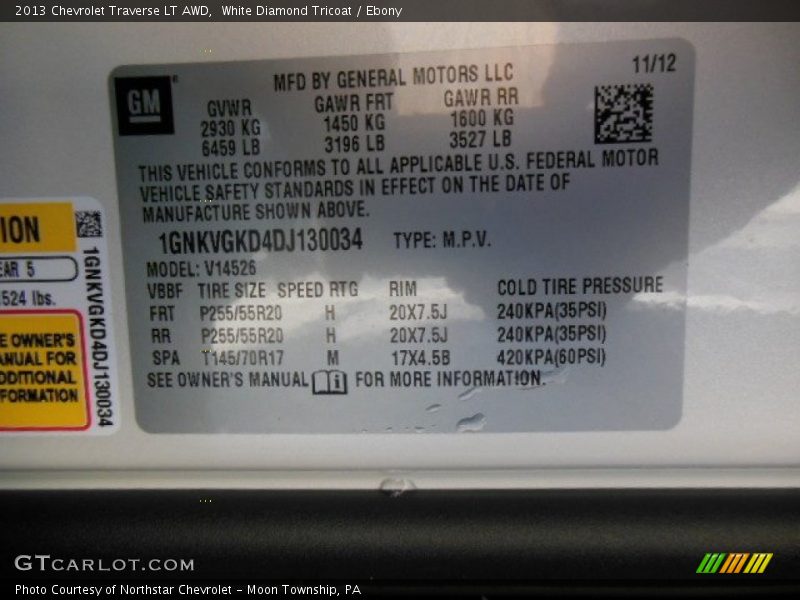 2013 Chevrolet Traverse LT AWD,  White Diamond Tricoat / Ebony
11/12
MFD BY GENERAL MOTORS LLC
GM
GVWR GAWR FRT GAWR RR
2930 KG 1450 KG 1600 KG
6459 LB 3196 LB 3527 LB
THIS VEHICLE CONFORMS TO ALL APPLICABLE U.S. FEDERAL MOTOR
VEHICLE SAFETY STANDARDS IN EFFECT ON THE DATE OF
MANUFACTURE SHOWN ABOVE.
1GNKVGKD4DJ130034 TYPE: M.P.V.
MODEL: V14526
VBBF TIRE SIZE SPEED RTG RIM COLD TIRE PRESSURE
FRT P255/55R20 H 20X7.5J 240KPA(35PSI)
RR P255/55R20 H 20X7.5J 240KPA(35PSI)
SPA T145/70R17 M 17X4.5B 420KPA(60PSI)
SEE OWNER'S MANUAL i FOR MORE INFORMATION.
ION
EAR 5
524 lbs.
E OWNER'S
ANUAL FOR
DDITIONAL
FORMATION
1GNKVGKD4DJ130034
GTCARLOT.COM
Photo Courtesy of Northstar Chevrolet - Moon Township, PA